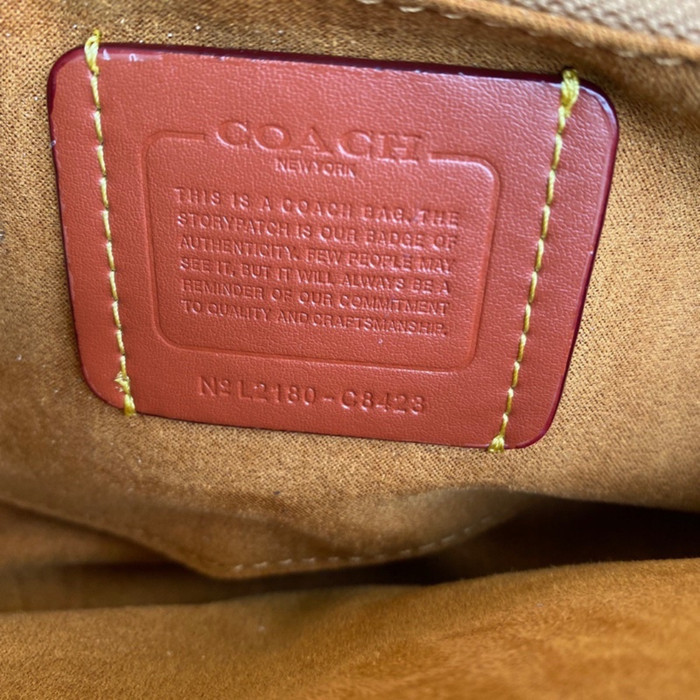 COACH
NEW YORK
THIS IS A COACH BAG. THE
STORYPATCH IS OUR BADGE OF
AUTHENTICITY. FEW PEOPLE MAY
SEE IT, BUT IT WILL ALWAYS BE A
REMINDER OF OUR COMMITMENT
TO QUALITY AND CRAFTSMANSHIP.
Nº L2180-C8428